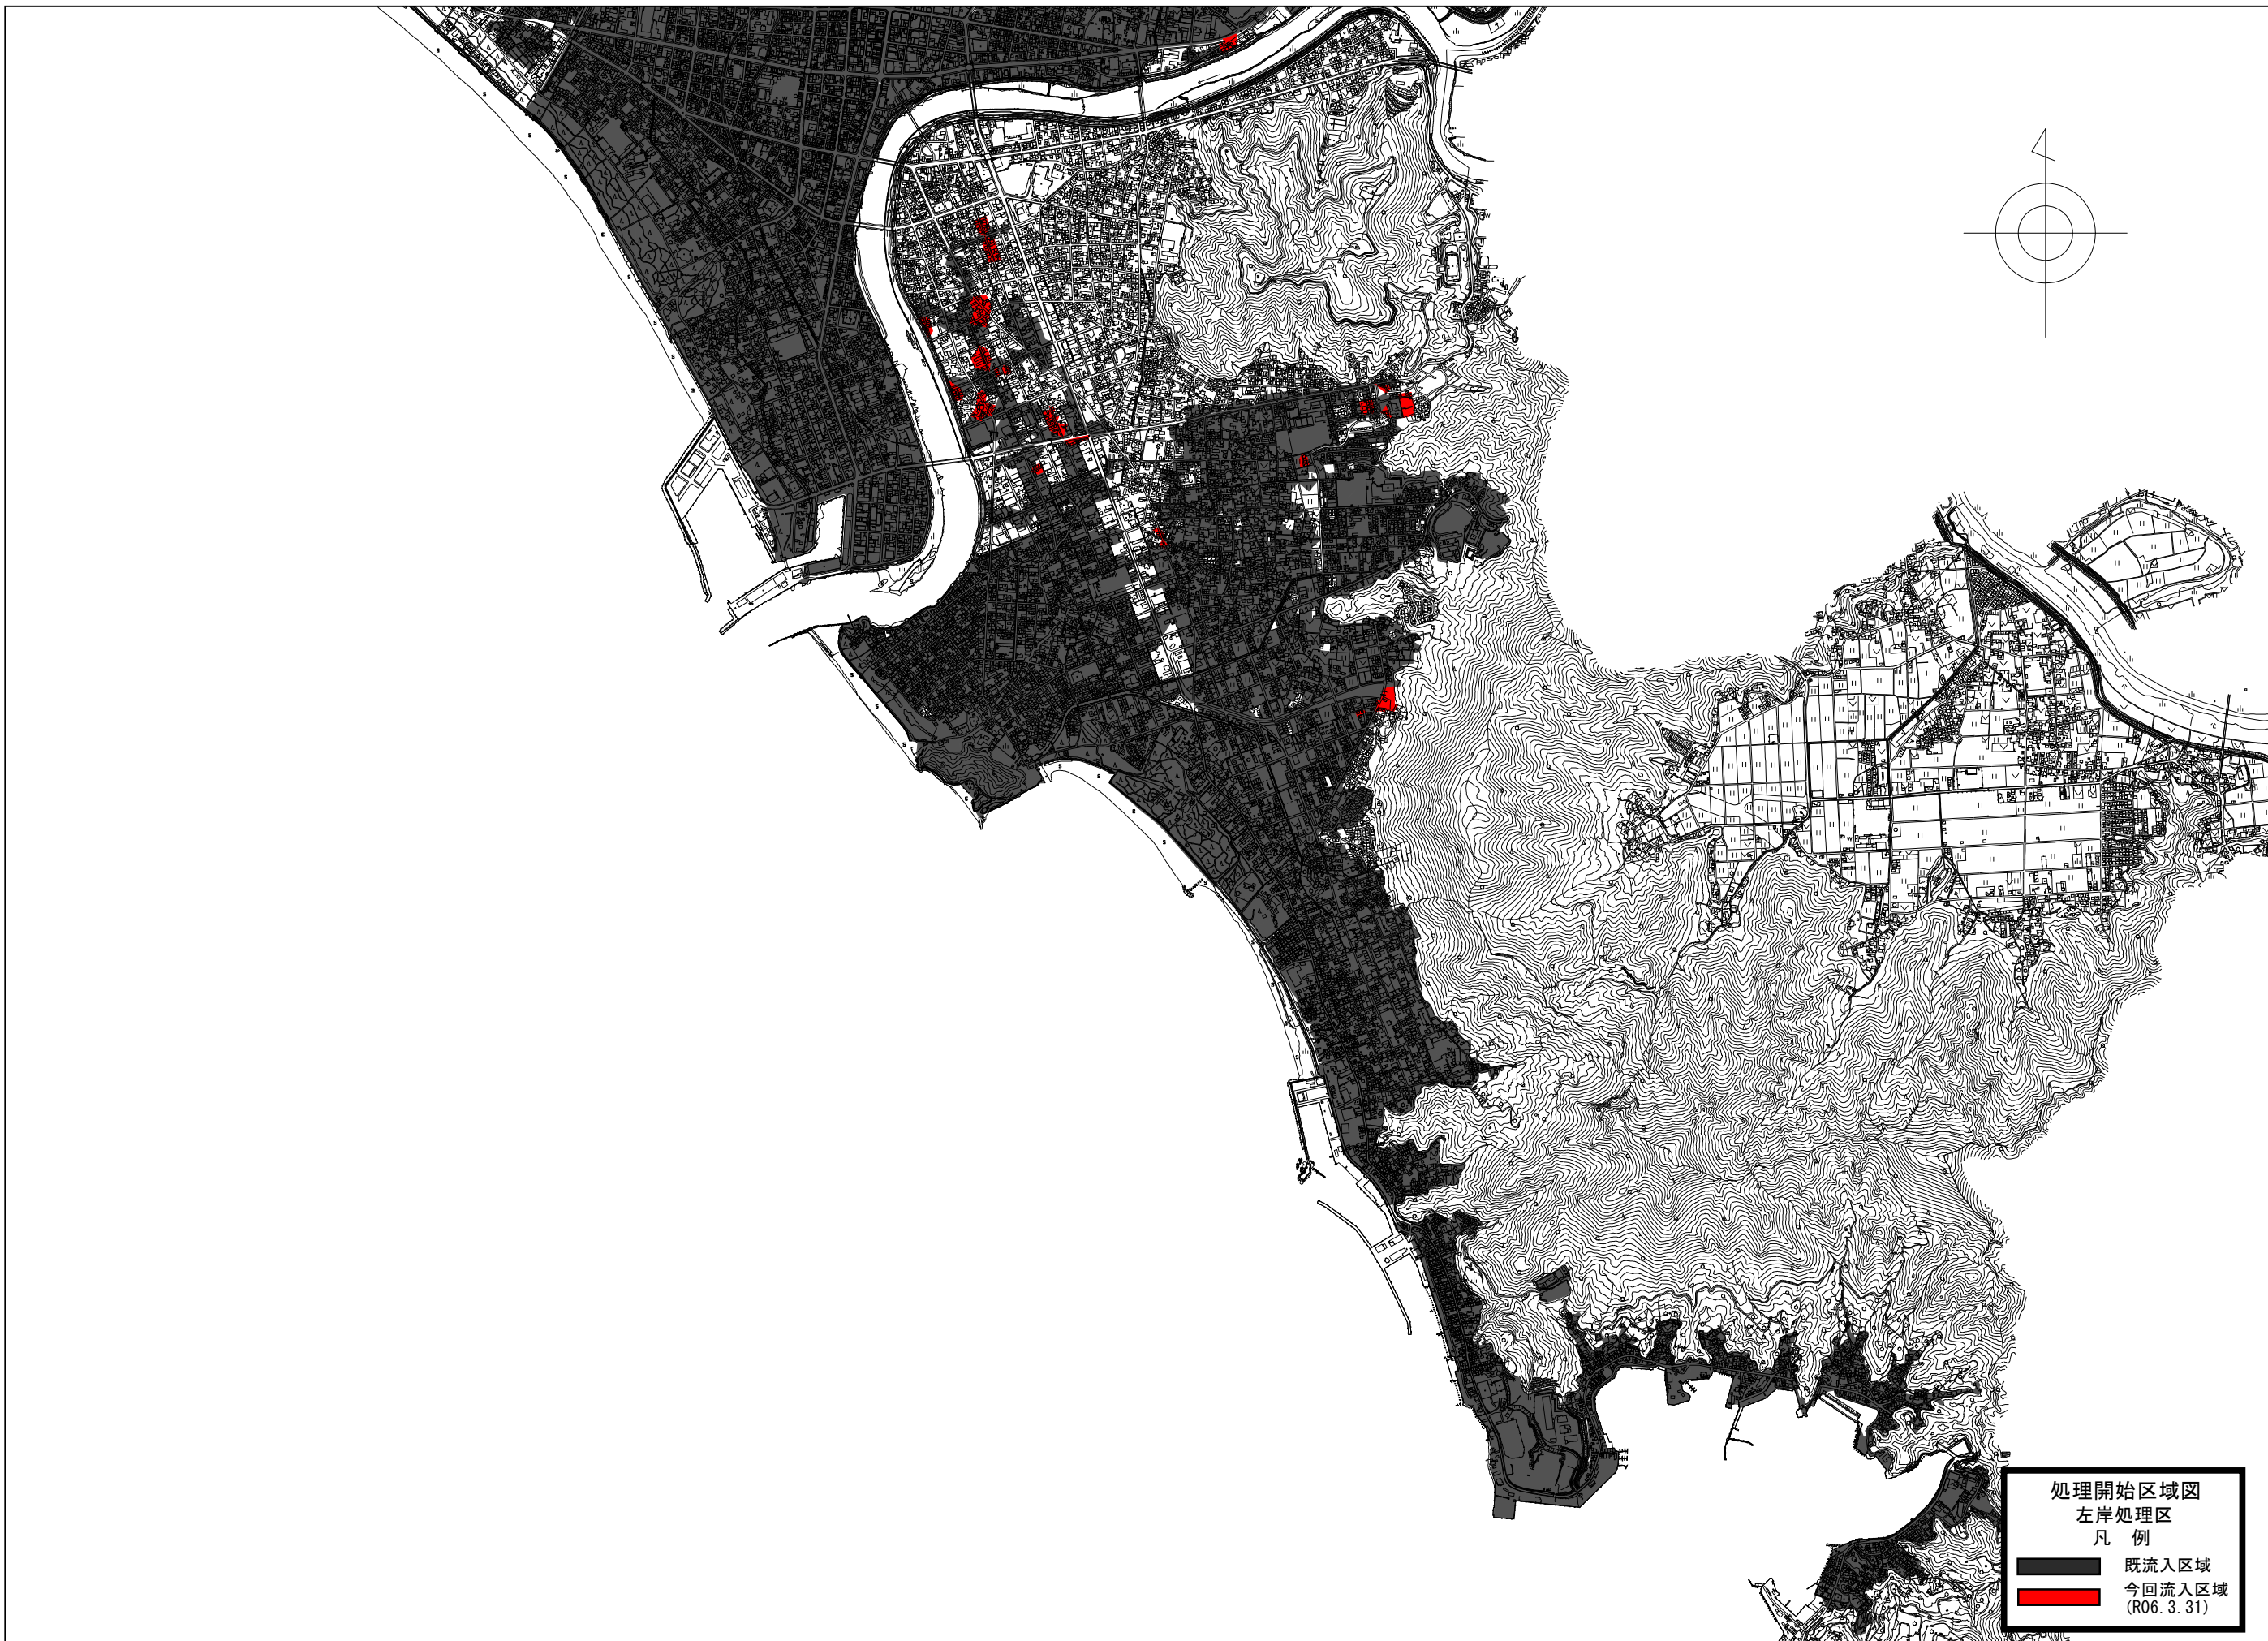 処理開始区域図
左岸処理区
凡 例
既流入区域
今回流入区域
(R06.3.31)